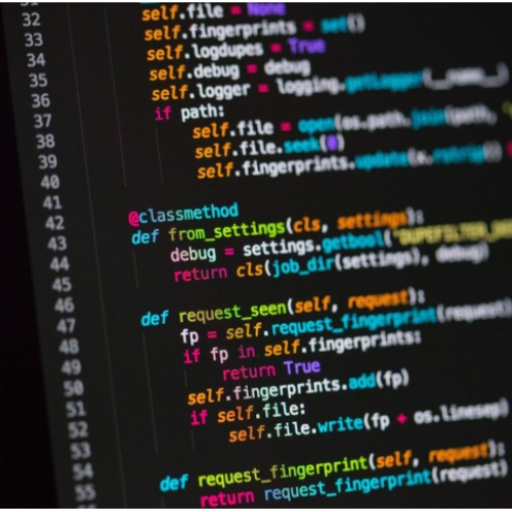 31
32 self.file = None
33 self.fingerprints = set()
34 self.logdupes = True
35 self.debug = debug
36 self.logger = logging.getLogger(__name__)
37 if path:
38 self.file = open(os.path.join(path,
39 self.file.seek(0)
40 self.fingerprints.update(x.rstrip()
41
42 @classmethod
43 def from_settings(cls, settings):
44 debug = settings.getbool("DUPEFILTER_
45 return cls(job_dir(settings), debug)
46
47 def request_seen(self, request):
48 fp = self.request_fingerprint(request)
49 if fp in self.fingerprints:
50 return True
51 self.fingerprints.add(fp)
52 if self.file:
53 self.file.write(fp + os.linesep)
54
55 def request_fingerprint(self, request):
return request_fingerprint(request)